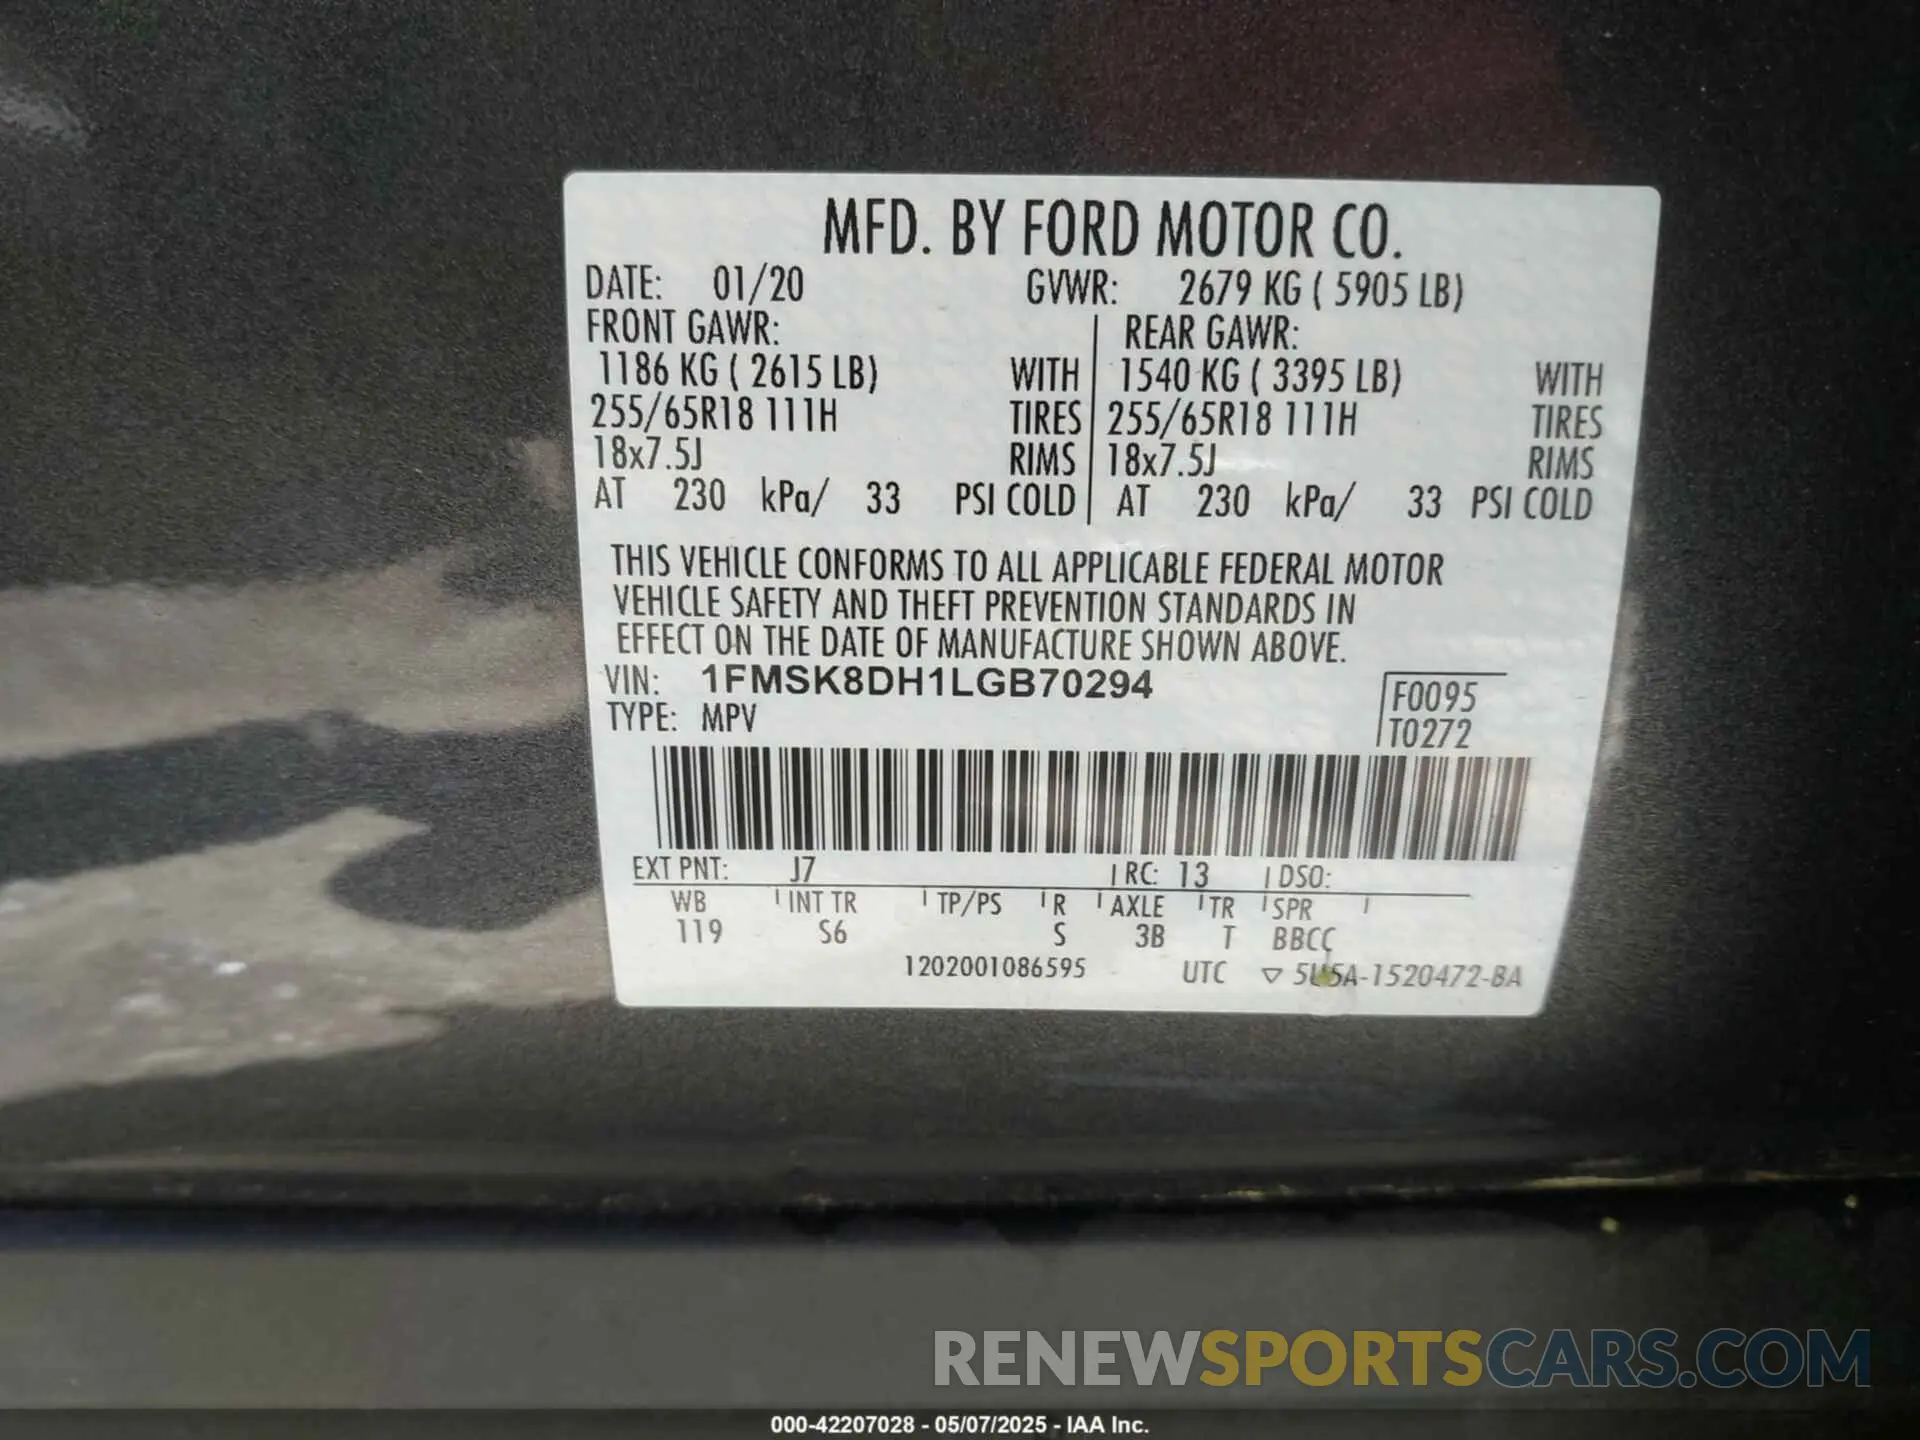 MFD. BY FORD MOTOR CO.
DATE: 01/20 GVWR: 2679 KG ( 5905 LB)
FRONT GAWR: REAR GAWR:
1186 KG ( 2615 LB) WITH 1540 KG ( 3395 LB) WITH
255/65R18 111H TIRES 255/65R18 111H TIRES
18x7.5J RIMS 18x7.5J RIMS
AT 230 kPa/ 33 PSI COLD AT 230 kPa/ 33 PSI COLD
THIS VEHICLE CONFORMS TO ALL APPLICABLE FEDERAL MOTOR
VEHICLE SAFETY AND THEFT PREVENTION STANDARDS IN
EFFECT ON THE DATE OF MANUFACTURE SHOWN ABOVE.
VIN: 1FMSK8DH1LGB70294 F0095
TYPE: MPV T0272
EXT PNT: J7 RC: 13 DSO:
WB INT TR TP/PS R AXLE TR SPR
119 S6 S 3B T BBCC
1202001086595 UTC ▽ 5U5A-1520472-BA
RENEWSPORTSCARS.COM
000-42207028 - 05/07/2025 - IAA Inc.